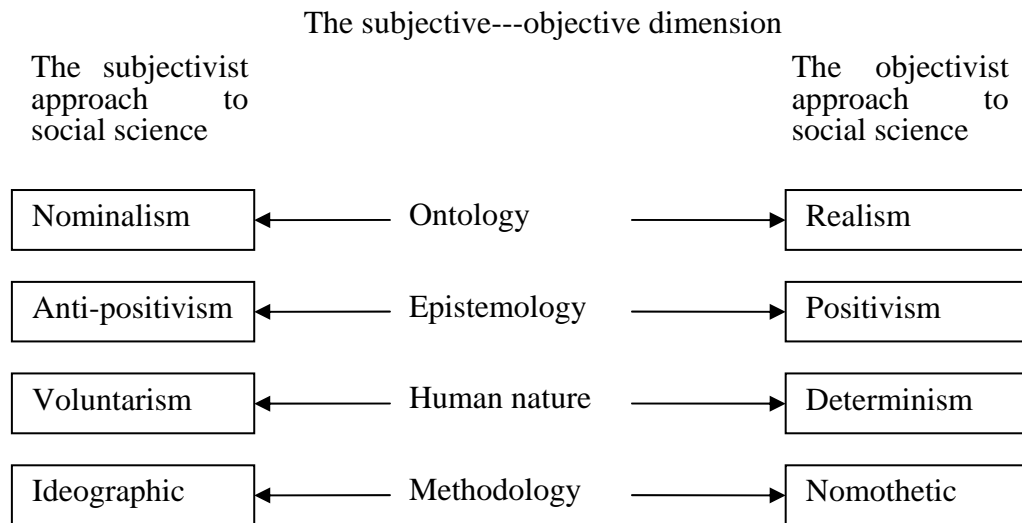 The subjective---objective dimension
The subjectivist
approach to
social science
The objectivist
approach to
social science
Nominalism Ontology Realism
Anti-positivism Epistemology Positivism
Voluntarism Human nature Determinism
Ideographic Methodology Nomothetic